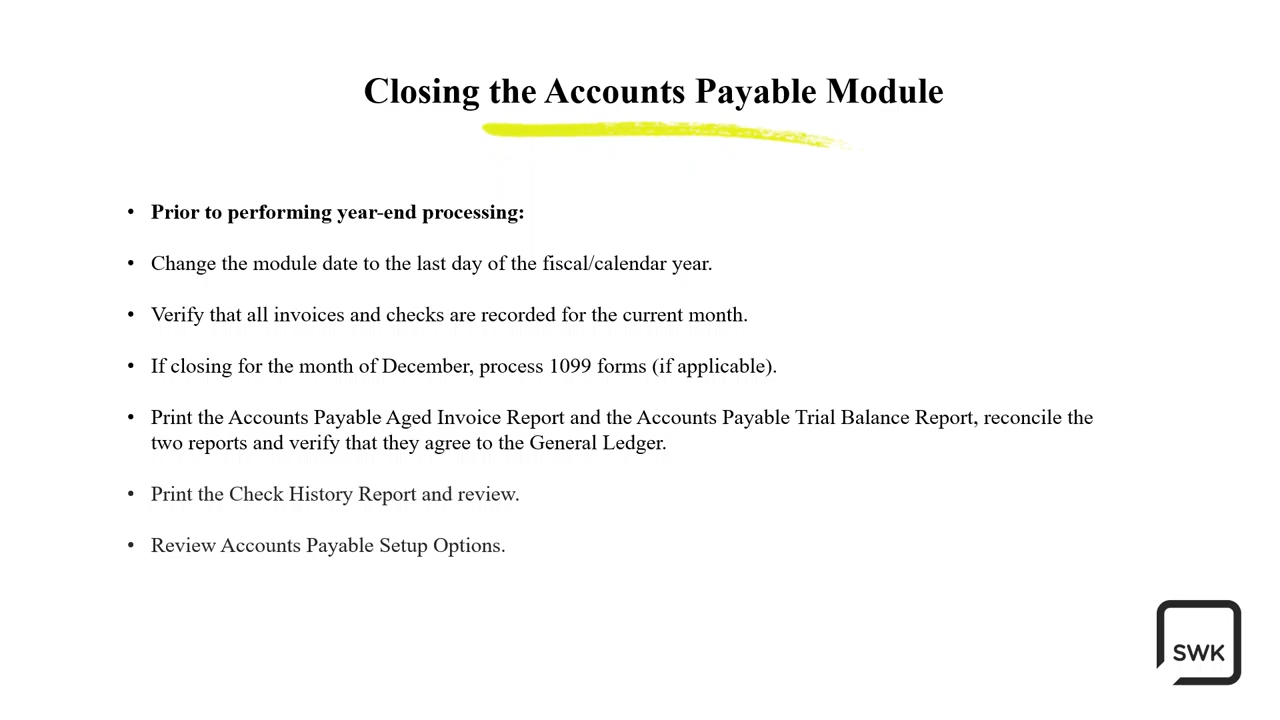 Closing the Accounts Payable Module
• Prior to performing year-end processing:
• Change the module date to the last day of the fiscal/calendar year.
• Verify that all invoices and checks are recorded for the current month.
• If closing for the month of December, process 1099 forms (if applicable).
• Print the Accounts Payable Aged Invoice Report and the Accounts Payable Trial Balance Report, reconcile the
two reports and verify that they agree to the General Ledger.
• Print the Check History Report and review.
• Review Accounts Payable Setup Options.
SWK